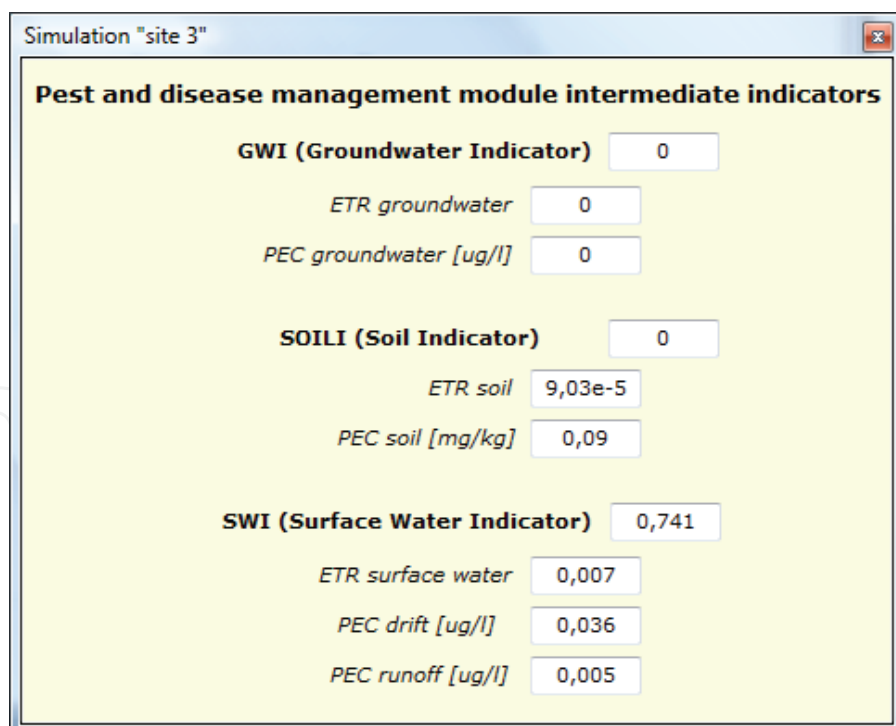 Simulation "site 3"
Pest and disease management module intermediate indicators
GWI (Groundwater Indicator) 0
ETR groundwater 0
PEC groundwater [ug/l] 0
SOILI (Soil Indicator) 0
ETR soil 9,03e-5
PEC soil [mg/kg] 0,09
SWI (Surface Water Indicator) 0,741
ETR surface water 0,007
PEC drift [ug/l] 0,036
PEC runoff [ug/l] 0,005